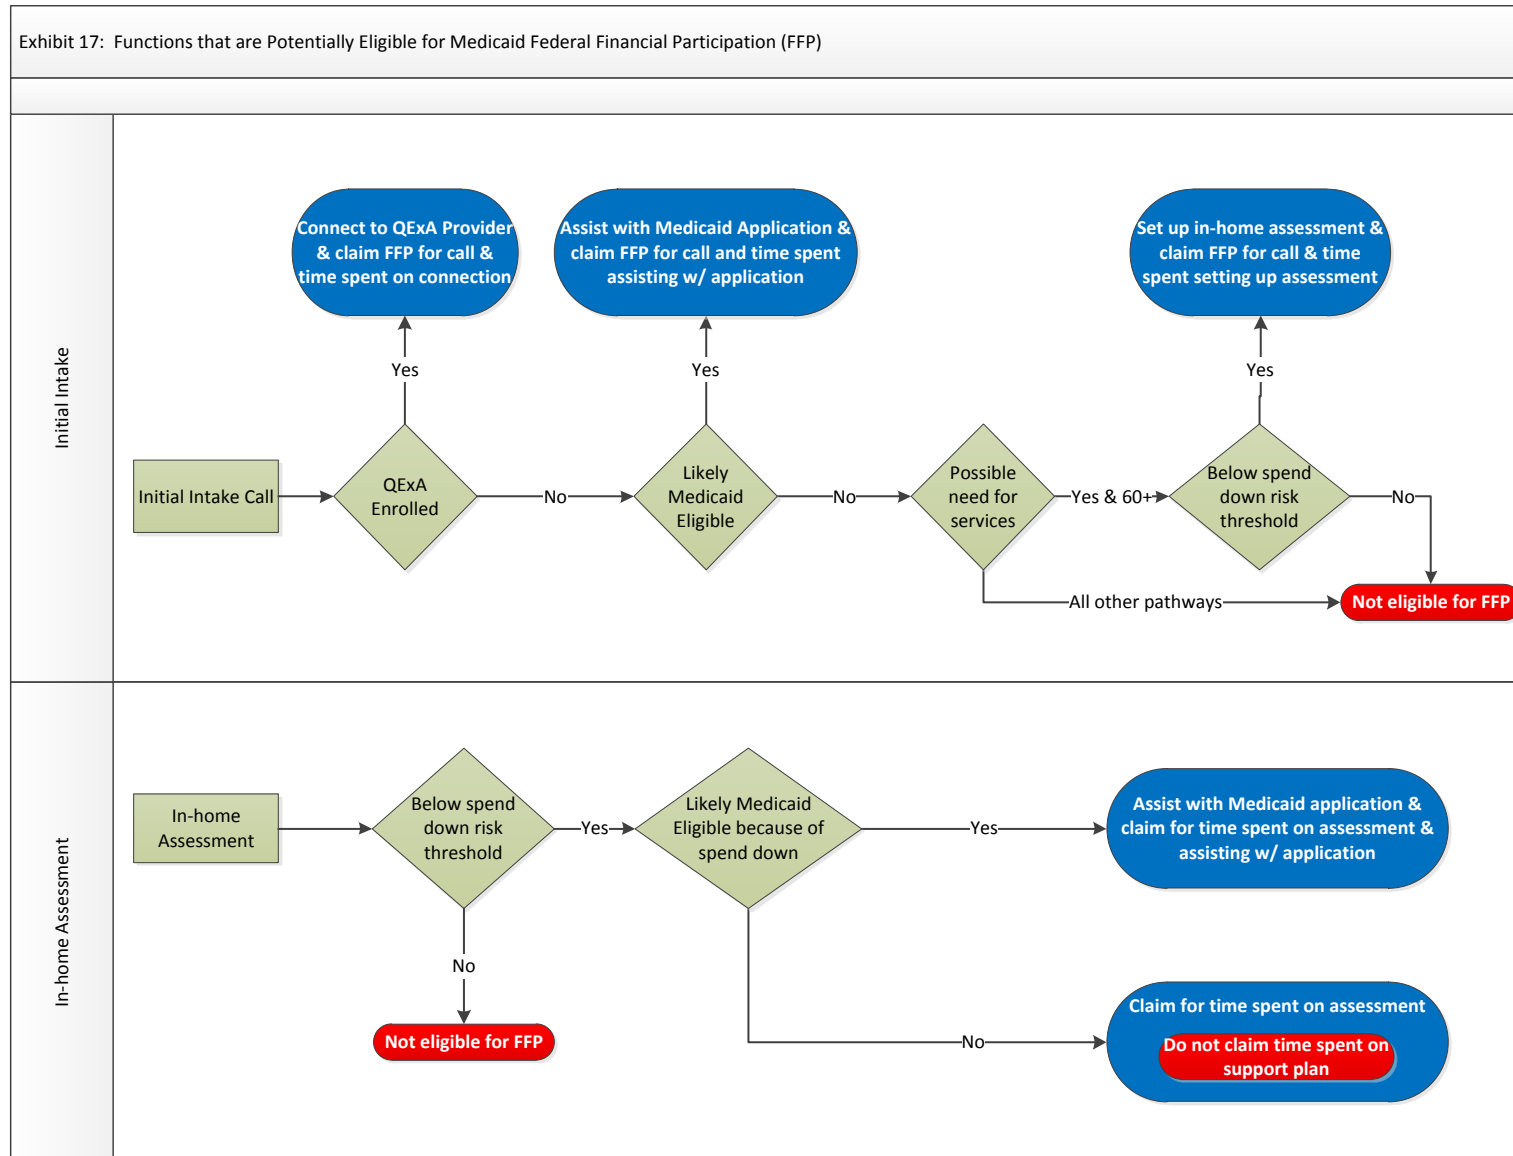 Exhibit 17:  Functions that are Potentially Eligible for Medicaid Federal Financial Participation (FFP)
Initial Intake
Connect to QExA Provider
& claim FFP for call &
time spent on connection
Assist with Medicaid Application &
claim FFP for call and time spent
assisting w/ application
Set up in-home assessment &
claim FFP for call & time
spent setting up assessment
Yes
Yes
Yes
Initial Intake Call
QExA
Enrolled
No
Likely
Medicaid
Eligible
No
Possible
need for
services
Yes & 60+
Below spend
down risk
threshold
No
All other pathways
Not eligible for FFP
In-home Assessment
In-home
Assessment
Below spend
down risk
threshold
Yes
Likely Medicaid
Eligible because of
spend down
Yes
Assist with Medicaid application &
claim for time spent on assessment &
assisting w/ application
No
Not eligible for FFP
No
Claim for time spent on assessment
Do not claim time spent on
support plan